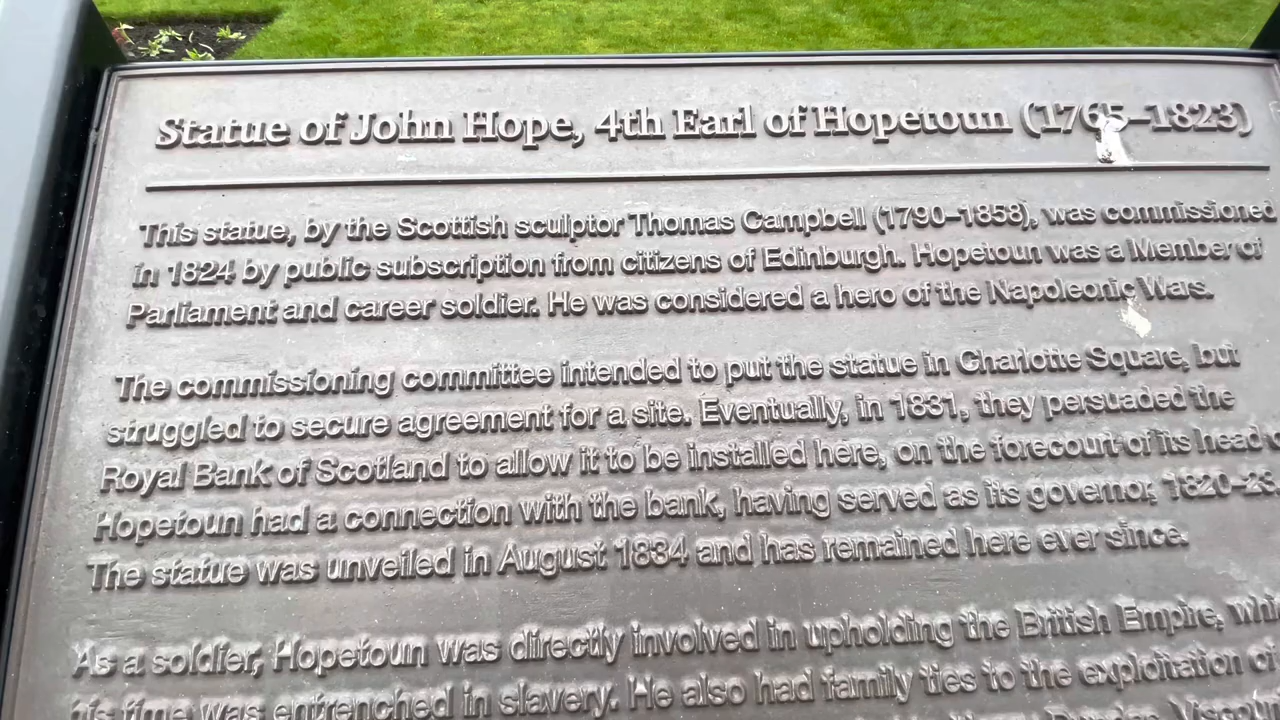 Statue of John Hope, 4th Earl of Hopetoun (1765–1823)
This statue, by the Scottish sculptor Thomas Campbell (1790–1858), was commissioned
in 1824 by public subscription from citizens of Edinburgh. Hopetoun was a Member of
Parliament and career soldier. He was considered a hero of the Napoleonic Wars.
The commissioning committee intended to put the statue in Charlotte Square, but
struggled to secure agreement for a site. Eventually, in 1831, they persuaded the
Royal Bank of Scotland to allow it to be installed here, on the forecourt of its head
Hopetoun had a connection with the bank, having served as its governor, 1820–23.
The statue was unveiled in August 1834 and has remained here ever since.
As a soldier, Hopetoun was directly involved in upholding the British Empire,
his time was entrenched in slavery. He also had family ties to the exploitation of